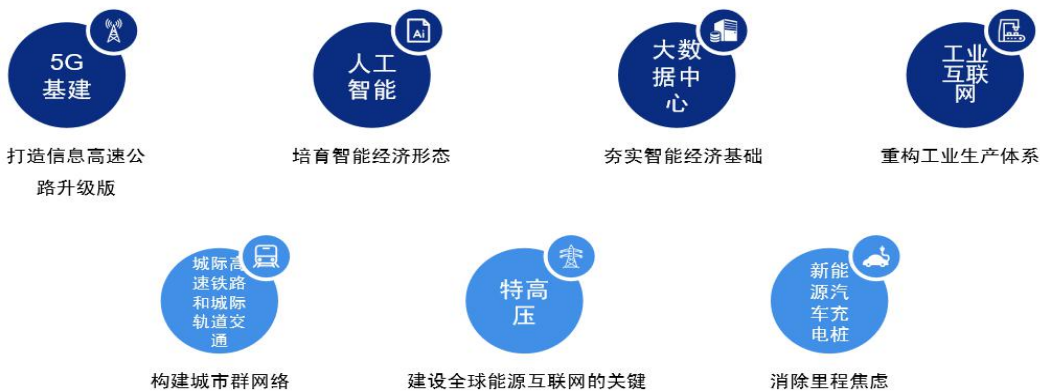 5G
基建
打造信息高速公
路升级版
人工
智能
Ai
培育智能经济形态
大数
据中
心
夯实智能经济基础
工业
互联
网
重构工业生产体系
城际高
速铁路
和城际
轨道交
通
构建城市群网络
特高
压
建设全球能源互联网的关键
新能
源汽
车充
电桩
消除里程焦虑